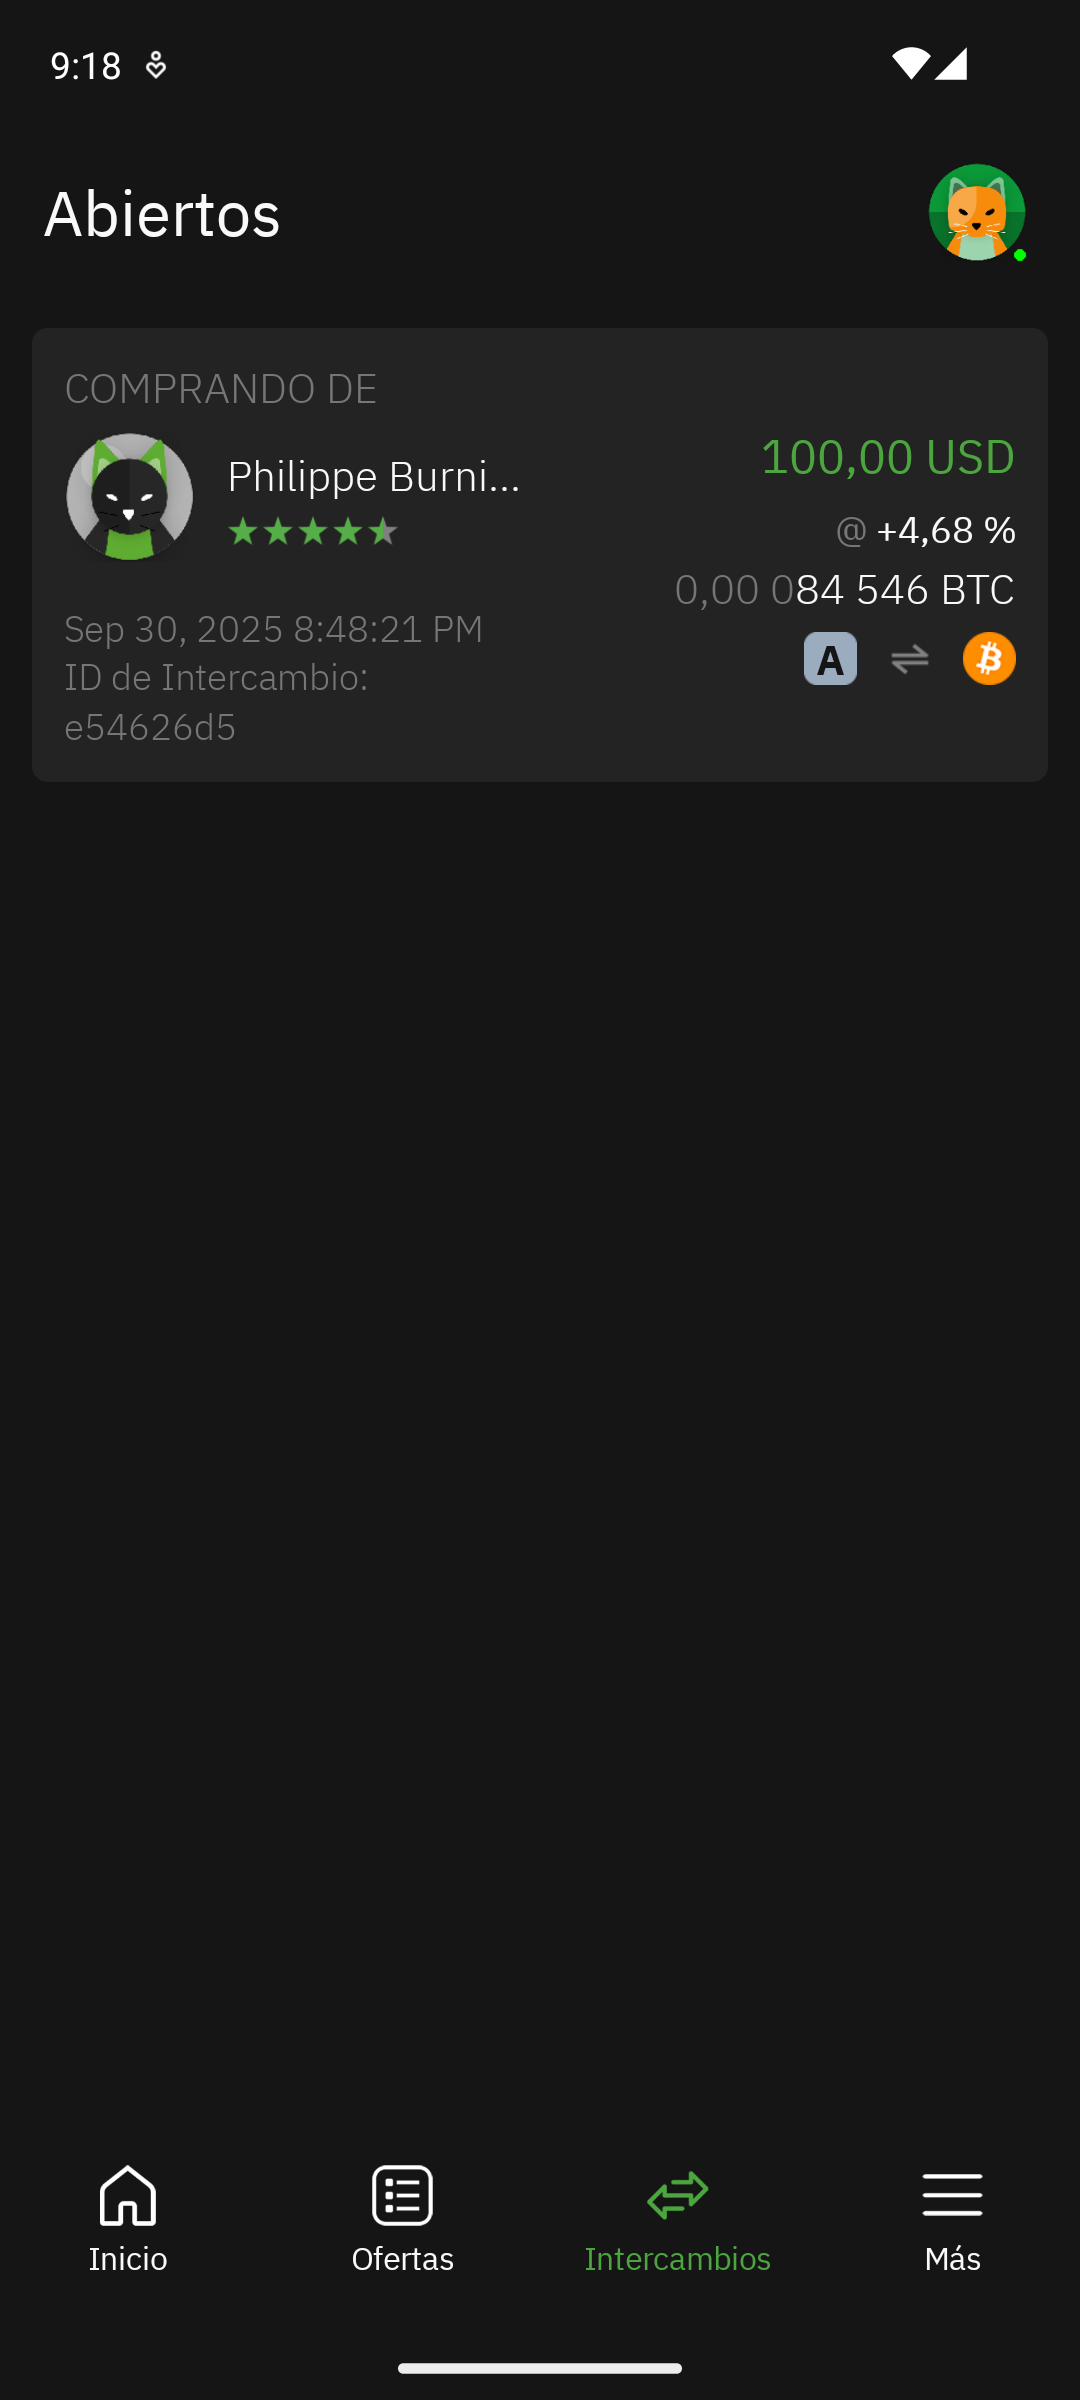 9:18
Abiertos
COMPRANDO DE
Philippe Burni...
100,00 USD
@ +4,68 %
0,00 084 546 BTC
A
Sep 30, 2025 8:48:21 PM
ID de Intercambio:
e54626d5
Inicio
Ofertas
Intercambios
Más